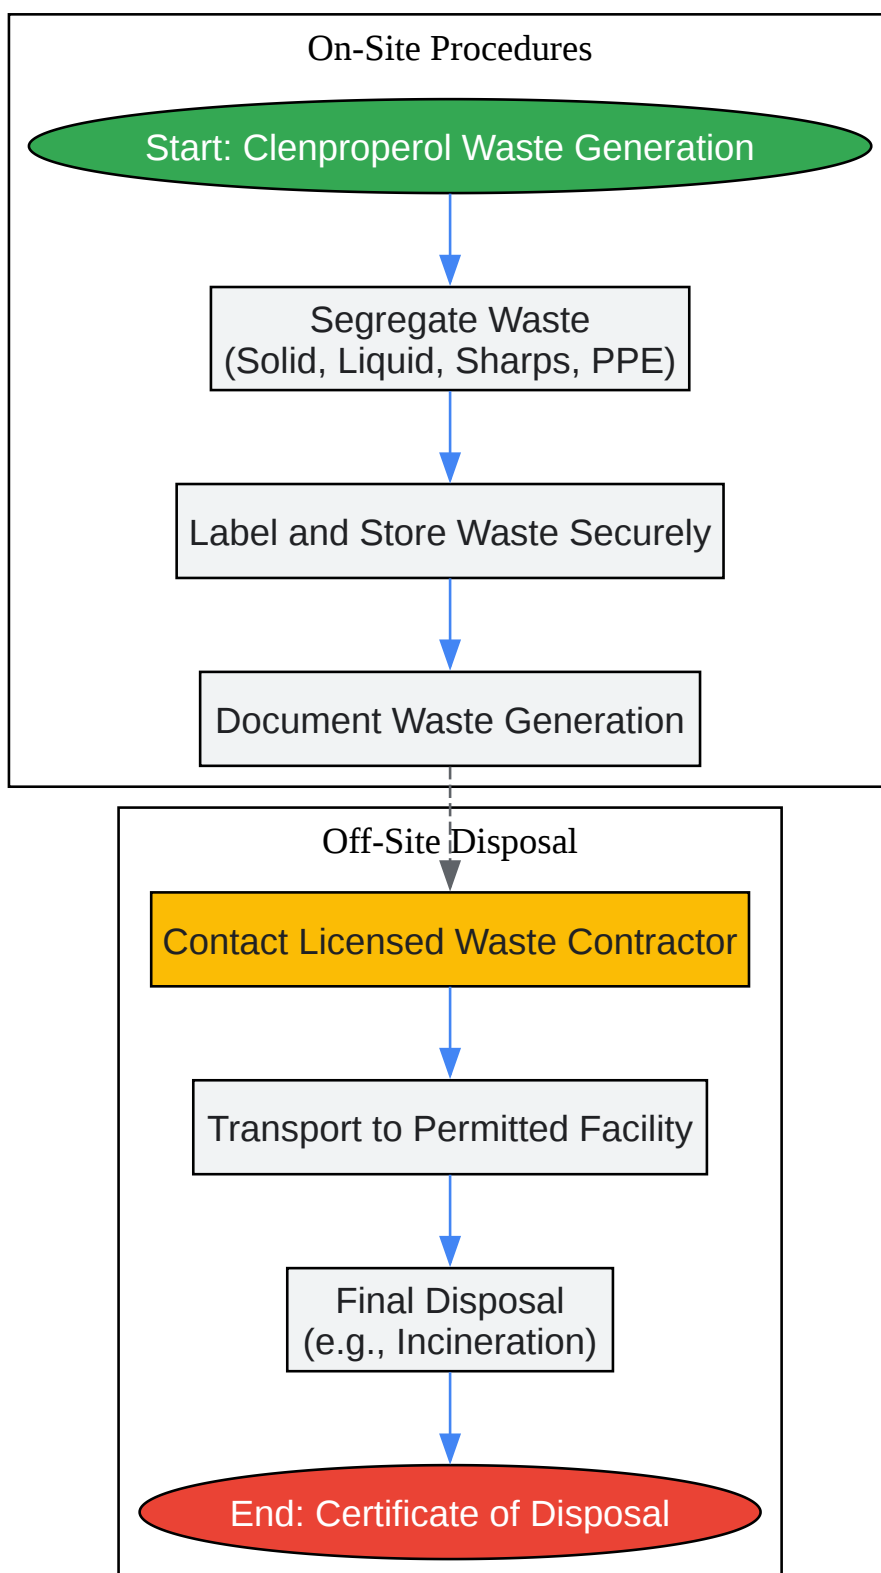 On-Site Procedures
Start: Clenproperol Waste Generation
Segregate Waste
(Solid, Liquid, Sharps, PPE)
Label and Store Waste Securely
Document Waste Generation
Off-Site Disposal
Contact Licensed Waste Contractor
Transport to Permitted Facility
Final Disposal
(e.g., Incineration)
End: Certificate of Disposal